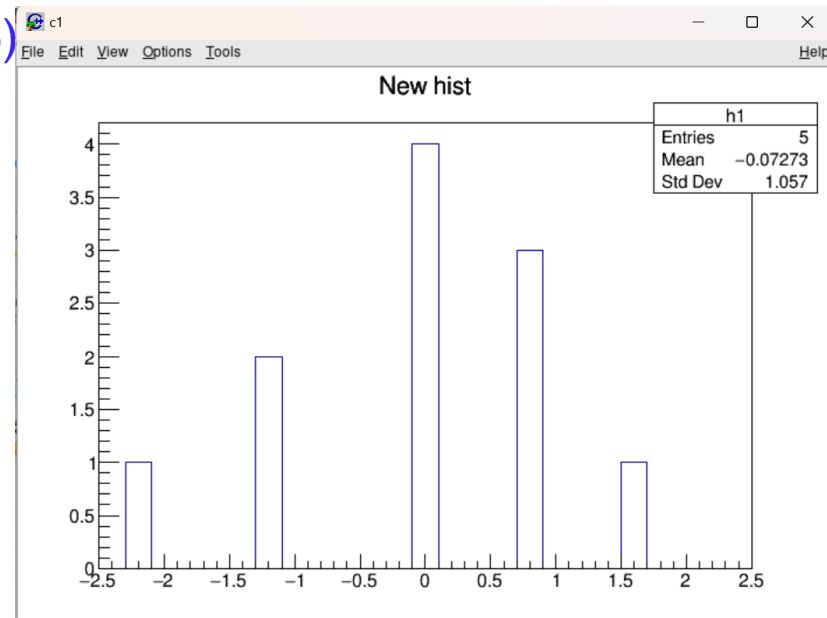 )
c1
File Edit View Options Tools Help
New hist
h1
Entries 5
Mean −0.07273
Std Dev 1.057
4
3.5
3
2.5
2
1.5
1
0.5
0
−2.5 −2 −1.5 −1 −0.5 0 0.5 1 1.5 2 2.5